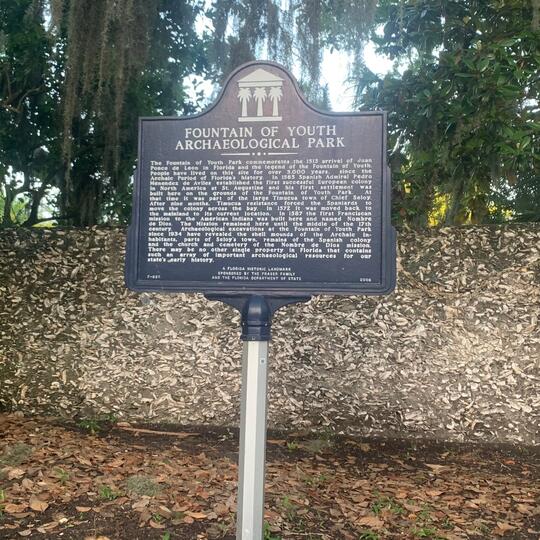 FOUNTAIN OF YOUTH
ARCHAEOLOGICAL PARK
The Fountain of Youth Park commemorates the 1513 arrival of Juan
Ponce de León in Florida and the legend of the Fountain of Youth.
People have lived on this site for over 3,000 years, since the
Archaic Period of Florida's history. In 1565 Spanish Admiral Pedro
Menéndez de Avilés established the first successful European colony
in North America at St. Augustine and his first settlement was
built here on the grounds of the Fountain of Youth Park. At
that time it was part of the large Timucua town of Chief Seloy.
After nine months, Timucua resistance forced the Spaniards to
move the colony across the bay. In 1572 it was moved back to
the mainland to its current location. In 1587 the first Franciscan
mission to the American Indians was built here and named Nombre
de Dios. The Mission remained here until the middle of the 17th
century. Archaeological excavations at the Fountain of Youth Park
since 1934 have revealed the shell mounds of the Archaic In-
habitants, parts of Seloy's town, remains of the Spanish colony
and the church and cemetery of the Nombre de Dios mission.
There may be no other single property in Florida that contains
such an array of important archaeological resources for our
state's early history.
A FLORIDA HISTORIC LANDMARK
SPONSORED BY THE FRASER FAMILY
AND THE FLORIDA DEPARTMENT OF STATE
2006